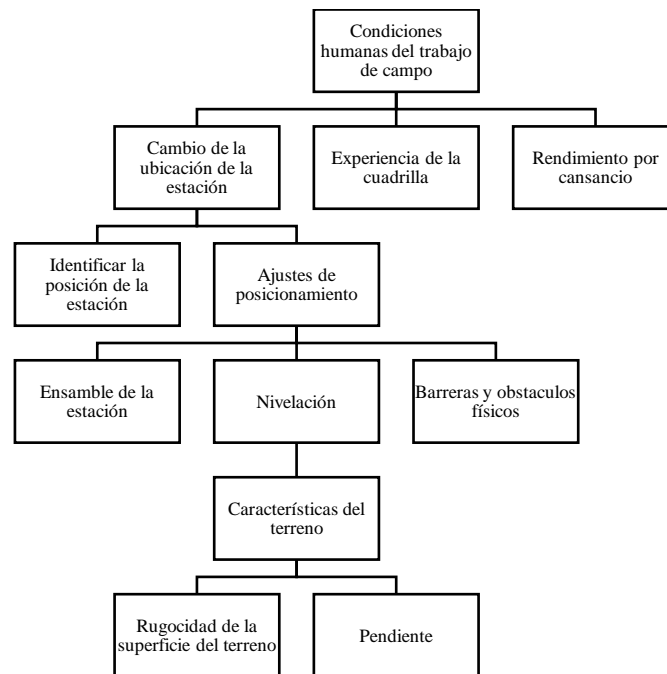 Condiciones
humanas del trabajo
de campo
Cambio de la
ubicación de la
estación
Experiencia de la
cuadrilla
Rendimiento por
cansancio
Identificar la
posición de la
estación
Ajustes de
posicionamiento
Ensamble de la
estación
Nivelación
Barreras y obstaculos
físicos
Características del
terreno
Rugocidad de la
superficie del terreno
Pendiente